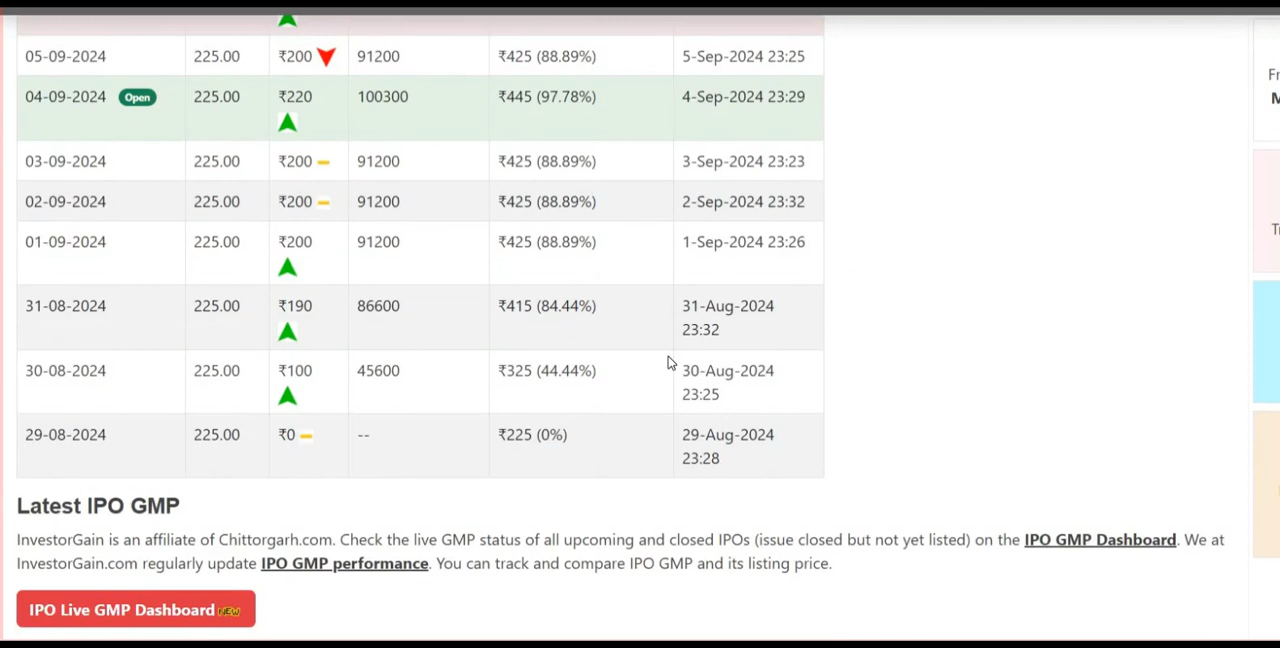 05-09-2024 225.00 ₹200 91200 ₹425 (88.89%) 5-Sep-2024 23:25
04-09-2024 Open 225.00 ₹220 100300 ₹445 (97.78%) 4-Sep-2024 23:29
03-09-2024 225.00 ₹200 91200 ₹425 (88.89%) 3-Sep-2024 23:23
02-09-2024 225.00 ₹200 91200 ₹425 (88.89%) 2-Sep-2024 23:32
01-09-2024 225.00 ₹200 91200 ₹425 (88.89%) 1-Sep-2024 23:26
31-08-2024 225.00 ₹190 86600 ₹415 (84.44%) 31-Aug-2024
23:32
30-08-2024 225.00 ₹100 45600 ₹325 (44.44%) 30-Aug-2024
23:25
29-08-2024 225.00 ₹0 -- ₹225 (0%) 29-Aug-2024
23:28
Latest IPO GMP
InvestorGain is an affiliate of Chittorgarh.com. Check the live GMP status of all upcoming and closed IPOs (issue closed but not yet listed) on the IPO GMP Dashboard. We at
InvestorGain.com regularly update IPO GMP performance. You can track and compare IPO GMP and its listing price.
IPO Live GMP Dashboard NEW